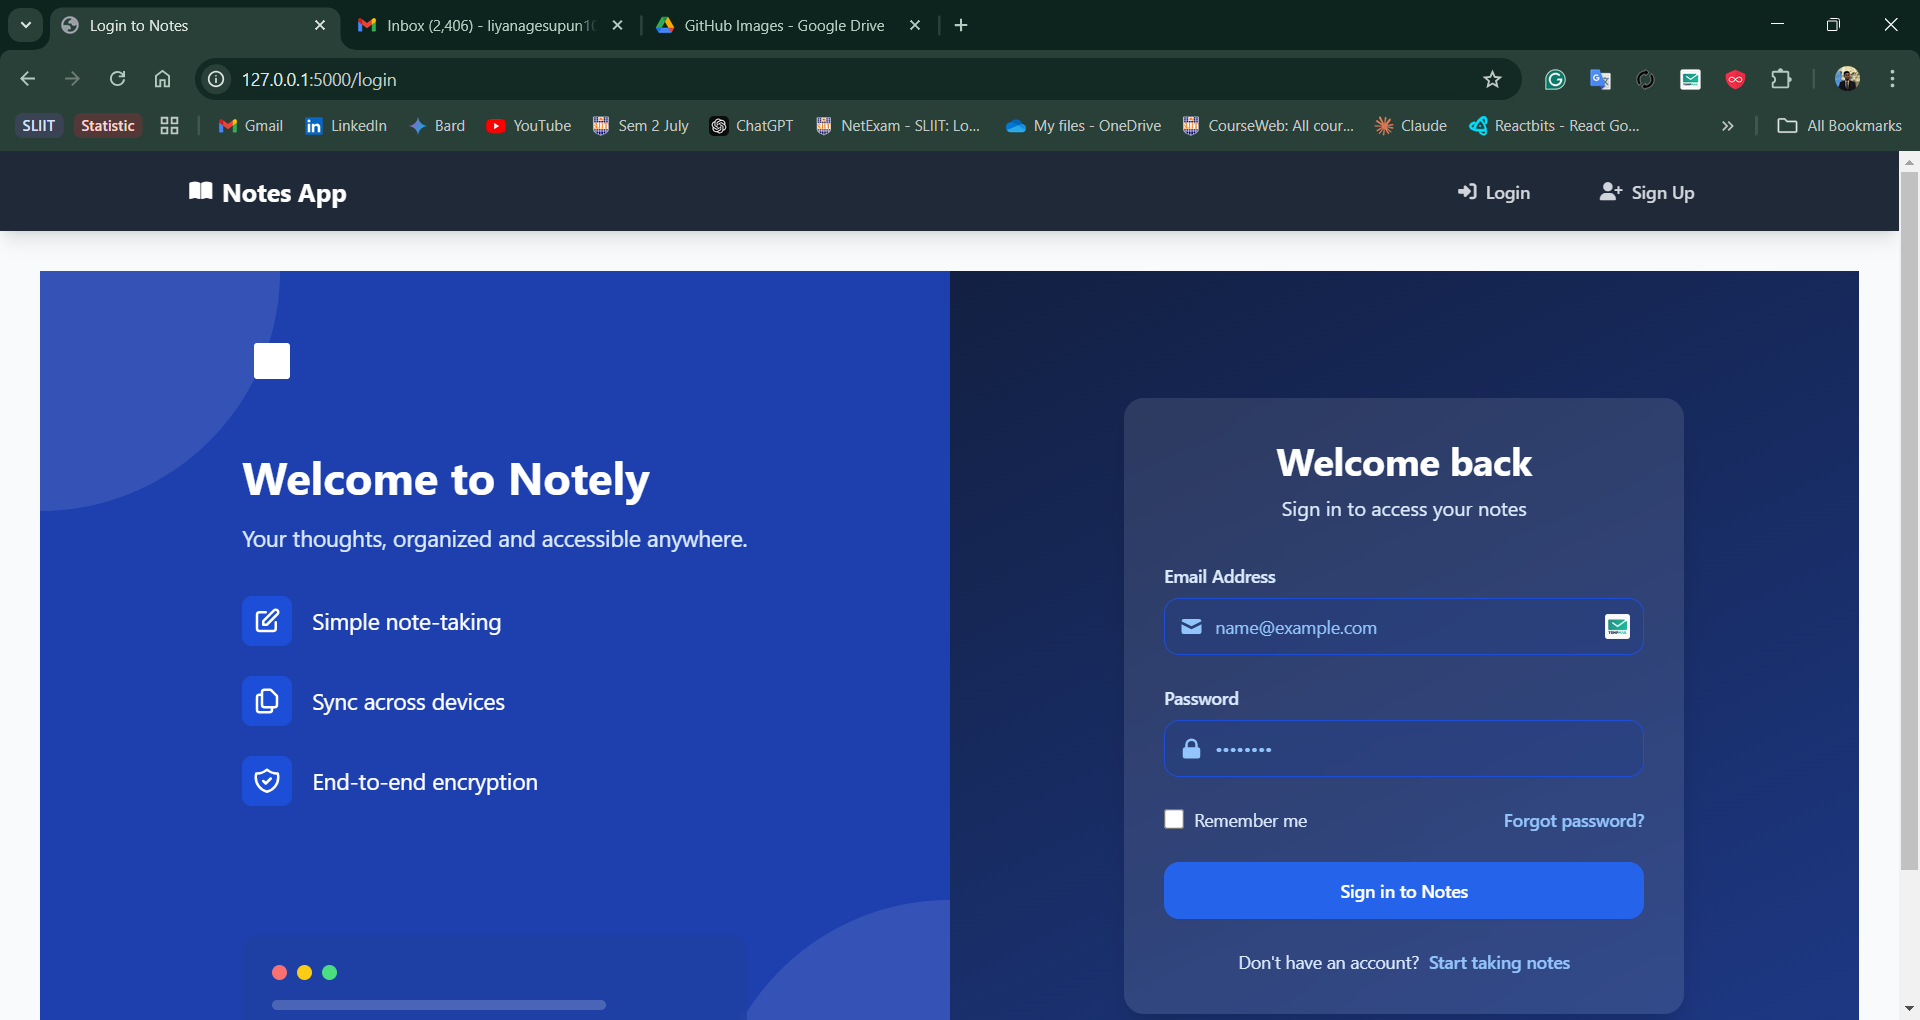 Login to Notes
Inbox (2,406) - liyanagesupun1
GitHub Images - Google Drive
127.0.0.1:5000/login
SLIIT
Statistic
Gmail
LinkedIn
Bard
YouTube
Sem 2 July
ChatGPT
NetExam - SLIIT: Lo...
My files - OneDrive
CourseWeb: All cour...
Claude
Reactbits - React Go...
All Bookmarks
Notes App
Login
Sign Up
Welcome to Notely
Your thoughts, organized and accessible anywhere.
Simple note-taking
Sync across devices
End-to-end encryption
Welcome back
Sign in to access your notes
Email Address
name@example.com
Password
••••••••
Remember me
Forgot password?
Sign in to Notes
Don't have an account? Start taking notes